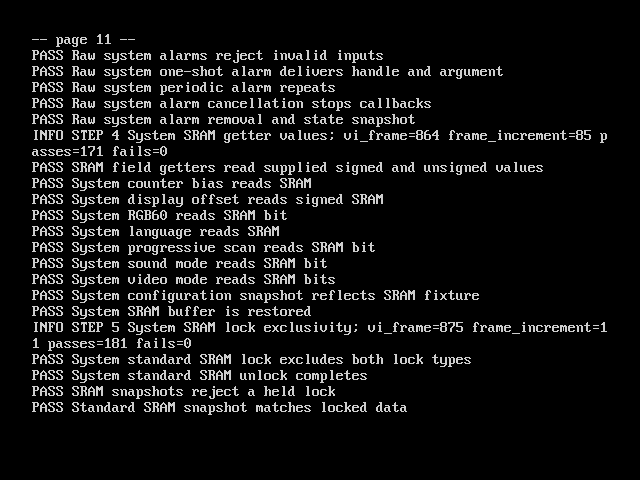 -- page 11 --
PASS Raw system alarms reject invalid inputs
PASS Raw system one-shot alarm delivers handle and argument
PASS Raw system periodic alarm repeats
PASS Raw system alarm cancellation stops callbacks
PASS Raw system alarm removal and state snapshot
INFO STEP 4 System SRAM getter values; vi_frame=864 frame_increment=85 p
asses=171 fails=0
PASS SRAM field getters read supplied signed and unsigned values
PASS System counter bias reads SRAM
PASS System display offset reads signed SRAM
PASS System RGB60 reads SRAM bit
PASS System language reads SRAM
PASS System progressive scan reads SRAM bit
PASS System sound mode reads SRAM bit
PASS System video mode reads SRAM bits
PASS System configuration snapshot reflects SRAM fixture
PASS System SRAM buffer is restored
INFO STEP 5 System SRAM lock exclusivity; vi_frame=875 frame_increment=1
1 passes=181 fails=0
PASS System standard SRAM lock excludes both lock types
PASS System standard SRAM unlock completes
PASS SRAM snapshots reject a held lock
PASS Standard SRAM snapshot matches locked data